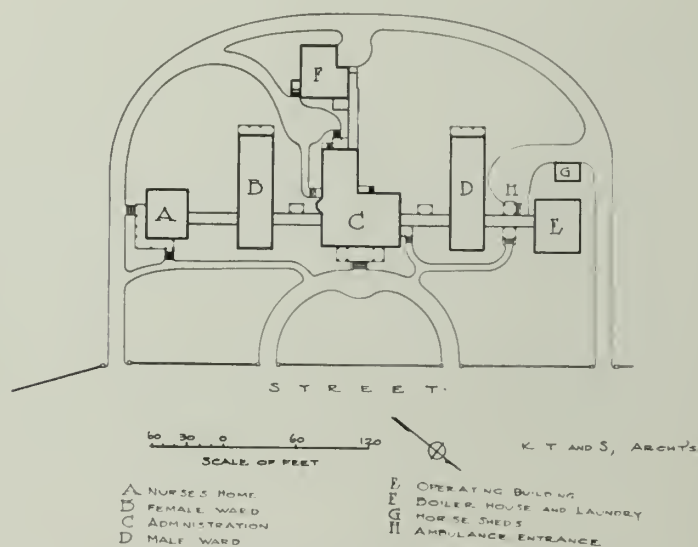 F
B
D
G
H
A
C
E
STREET.
60 30 0 60 120
SCALE OF FEET
K T AND S, ARCHT'S
A NURSES HOME
B FEMALE WARD
C ADMINISTRATION
D MALE WARD
E OPERATING BUILDING
F BOILER HOUSE AND LAUNDRY
G HORSE SHEDS
H AMBULANCE ENTRANCE